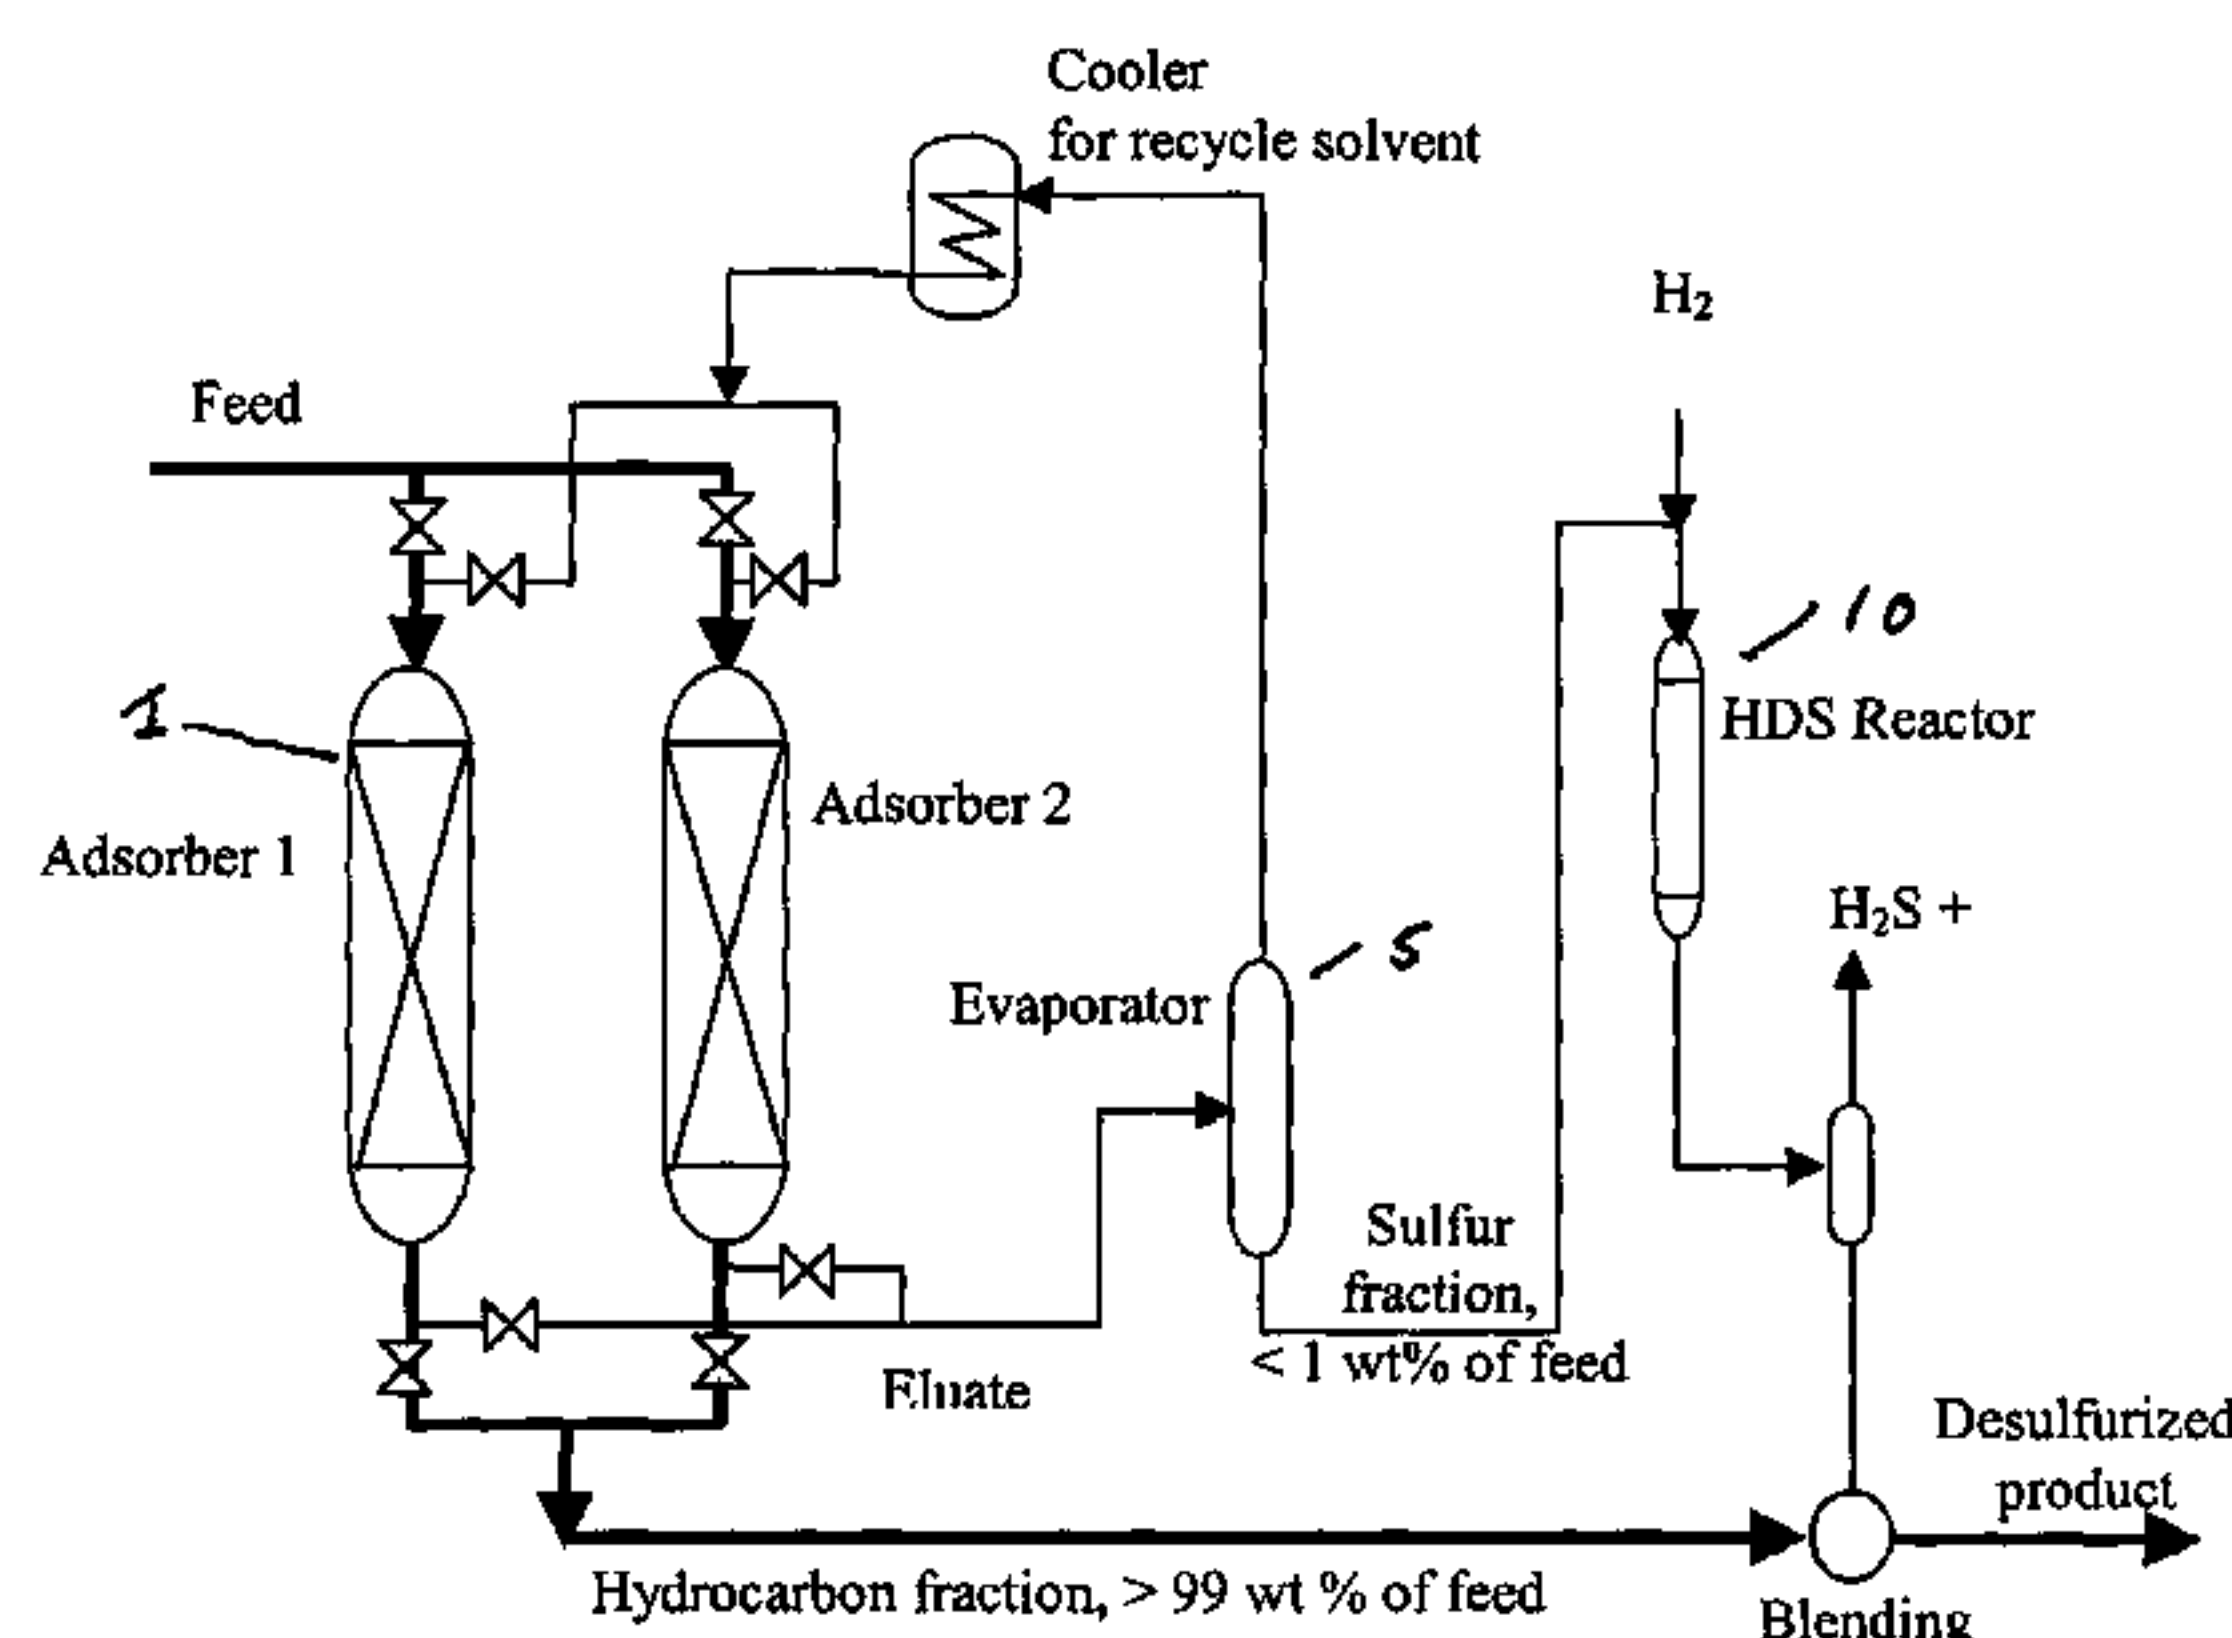 Cooler
for recycle solvent
H₂
Feed
10
HDS Reactor
1
Adsorber 2
Adsorber 1
H₂S +
5
Evaporator
Sulfur
fraction,
< 1 wt% of feed
Eluate
Desulfurized
product
Hydrocarbon fraction, > 99 wt % of feed
Blending